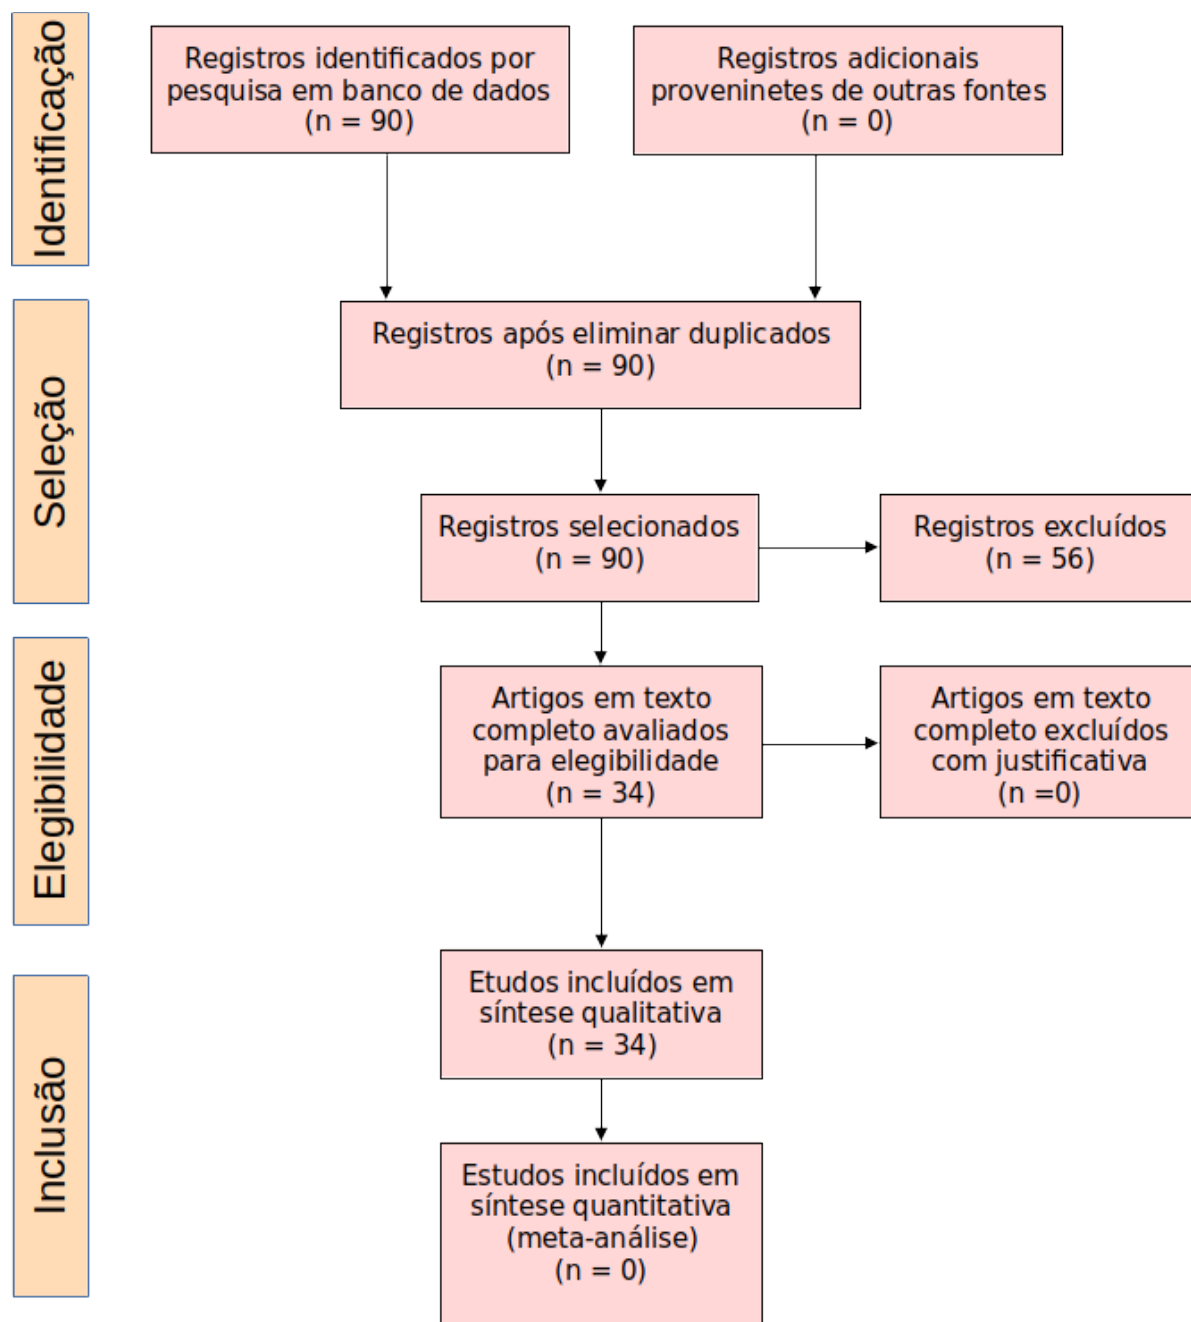 Identificação
Registros identificados por
pesquisa em banco de dados
(n = 90)
Registros adicionais
proveninetes de outras fontes
(n = 0)
Seleção
Registros após eliminar duplicados
(n = 90)
Registros selecionados
(n = 90)
Registros excluídos
(n = 56)
Elegibilidade
Artigos em texto
completo avaliados
para elegibilidade
(n = 34)
Artigos em texto
completo excluídos
com justificativa
(n =0)
Inclusão
Etudos incluídos em
síntese qualitativa
(n = 34)
Estudos incluídos em
síntese quantitativa
(meta-análise)
(n = 0)